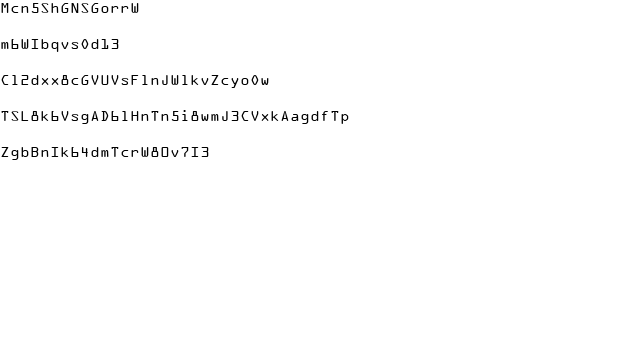 Mcn5ShGNSGorrW
m6WIbqvs0d13
Cl2dxx8cGVUVsFlnJWlkvZcyo0w
TSL8k6VsgAD6lHnTn5i8wmJ3CVxkAagdfTp
ZgbBnIk64dmTcrW8Ov7I3